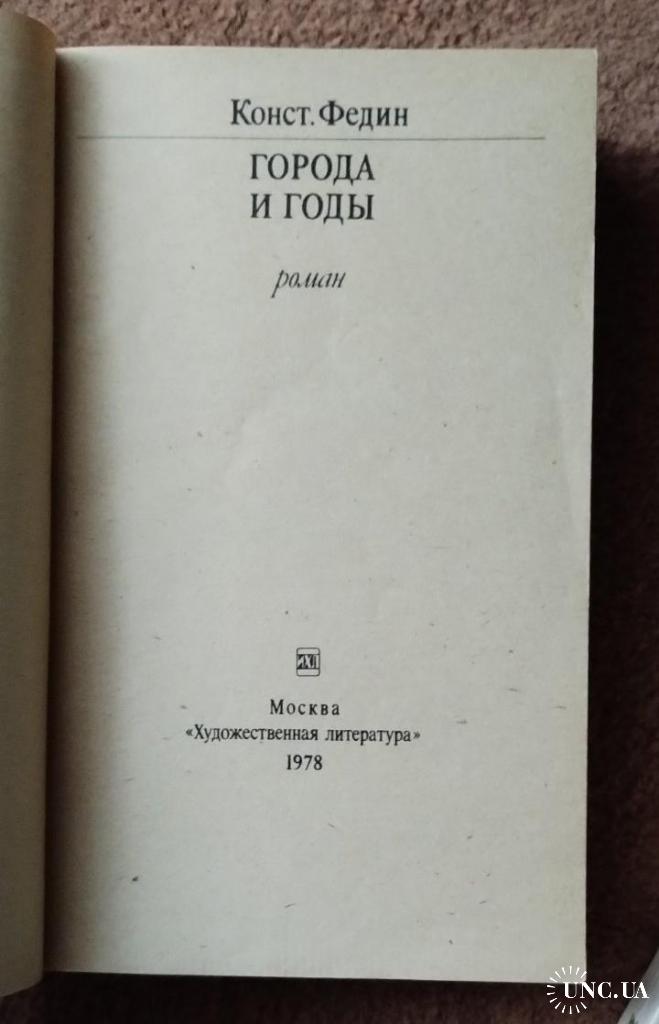 Конст. Федин
ГОРОДА
И ГОДЫ
роман
Москва
«Художественная литература»
1978
UNC.UA